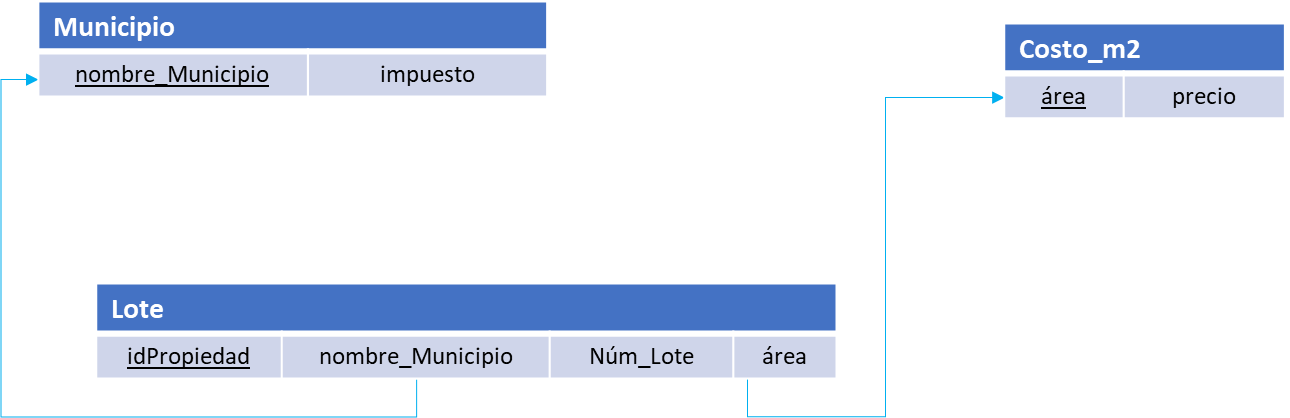 Municipio
nombre_Municipio impuesto
Costo_m2
área precio
Lote
idPropiedad nombre_Municipio Núm_Lote área